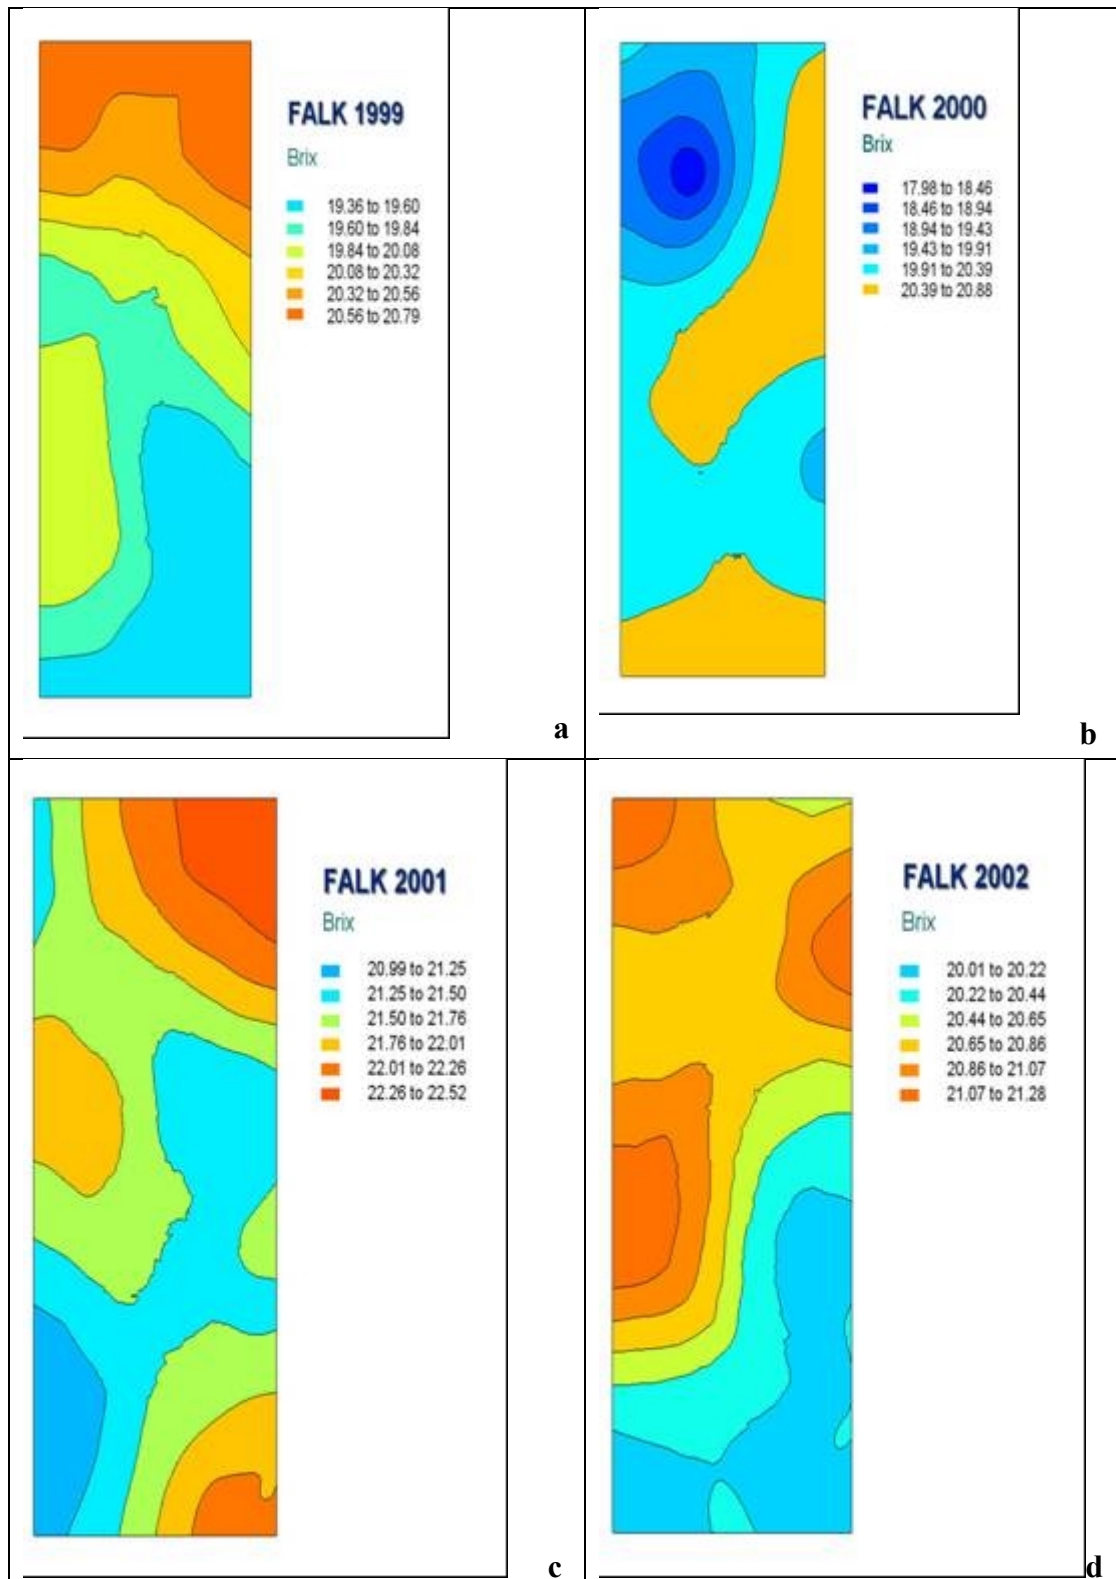 FALK 1999
Brix
19.36 to 19.60
19.60 to 19.84
19.84 to 20.08
20.08 to 20.32
20.32 to 20.56
20.56 to 20.79
a
FALK 2000
Brix
17.98 to 18.46
18.46 to 18.94
18.94 to 19.43
19.43 to 19.91
19.91 to 20.39
20.39 to 20.88
b
FALK 2001
Brix
20.99 to 21.25
21.25 to 21.50
21.50 to 21.76
21.76 to 22.01
22.01 to 22.26
22.26 to 22.52
c
FALK 2002
Brix
20.01 to 20.22
20.22 to 20.44
20.44 to 20.65
20.65 to 20.86
20.86 to 21.07
21.07 to 21.28
d